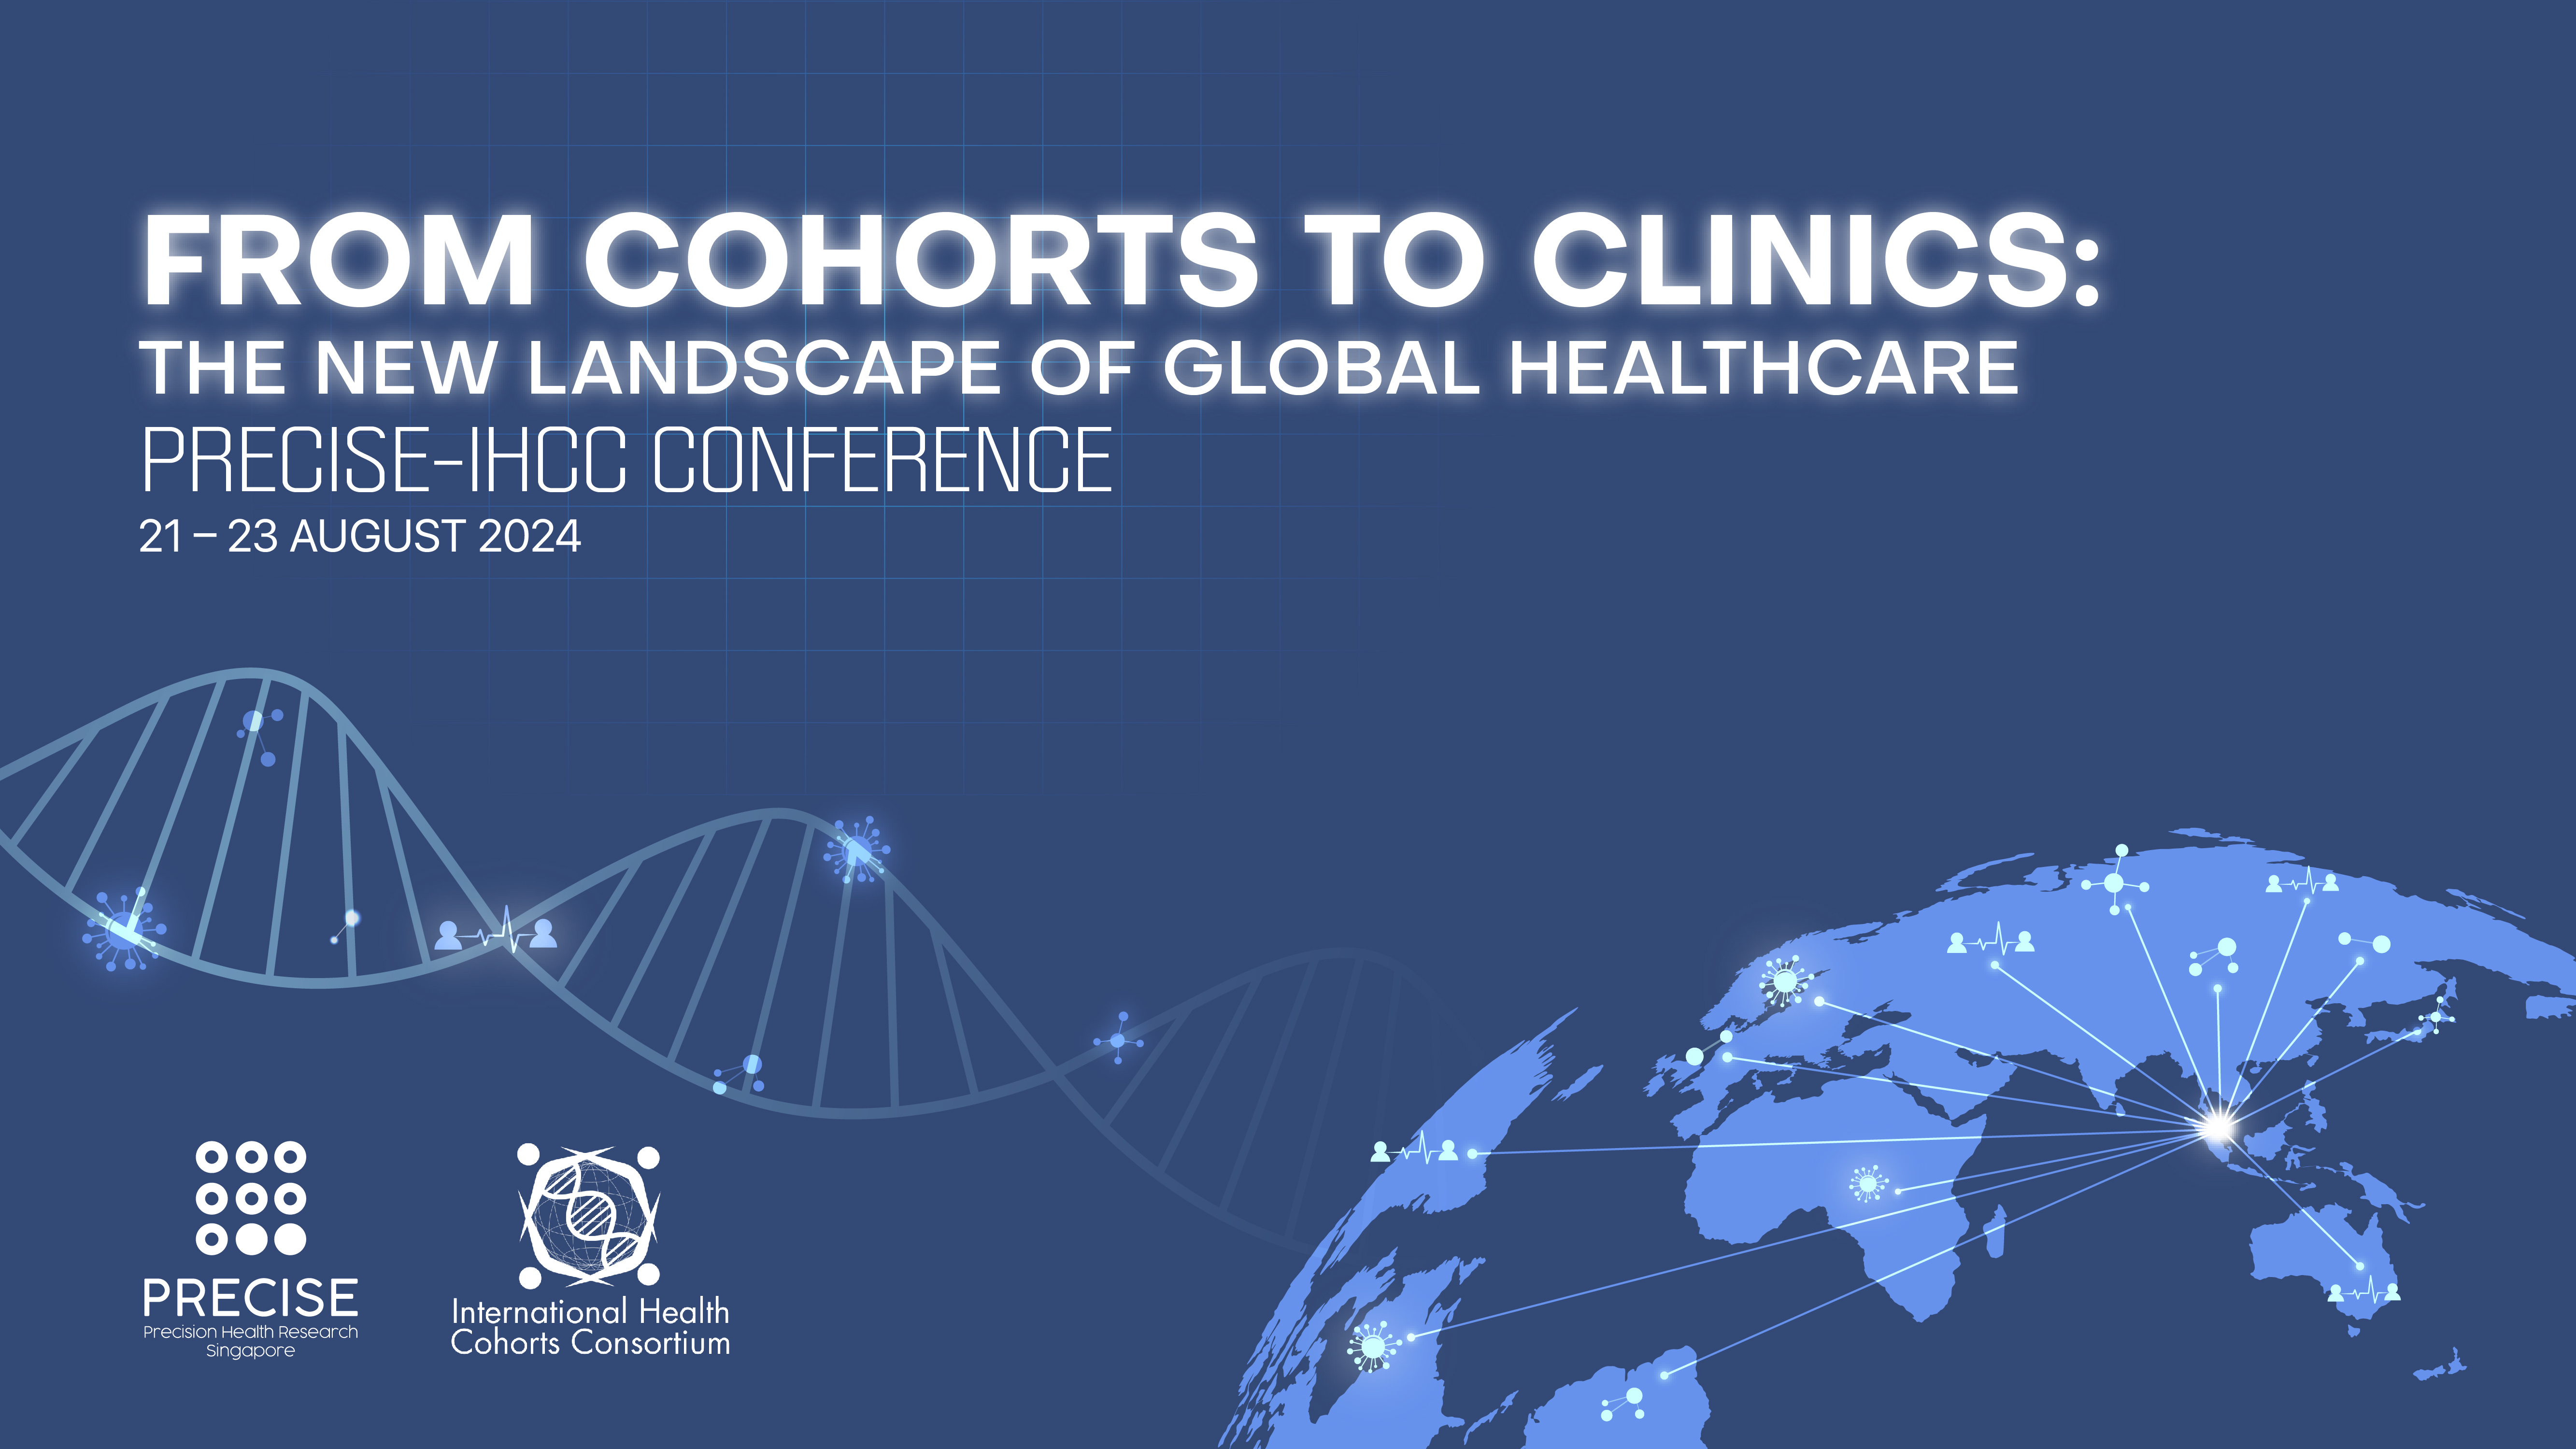 FROM COHORTS TO CLINICS:
THE NEW LANDSCAPE OF GLOBAL HEALTHCARE
PRECISE-IHCC CONFERENCE
21 – 23 AUGUST 2024
PRECISE
Precision Health Research
Singapore
International Health
Cohorts Consortium